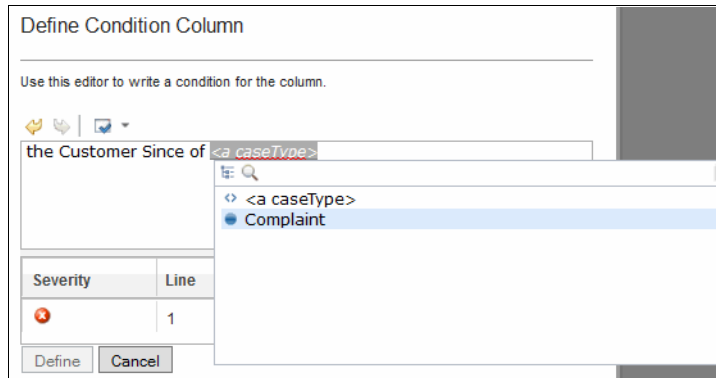 Define Condition Column
Use this editor to write a condition for the column.
the Customer Since of <a caseType>
<a caseType>
Complaint
Severity Line
1
Define Cancel